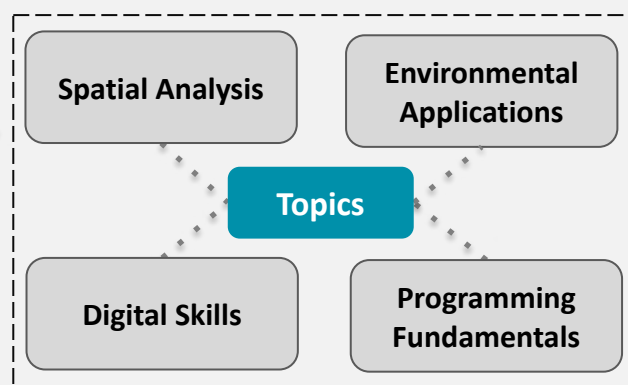 Spatial Analysis
Environmental
Applications
Topics
Digital Skills
Programming
Fundamentals